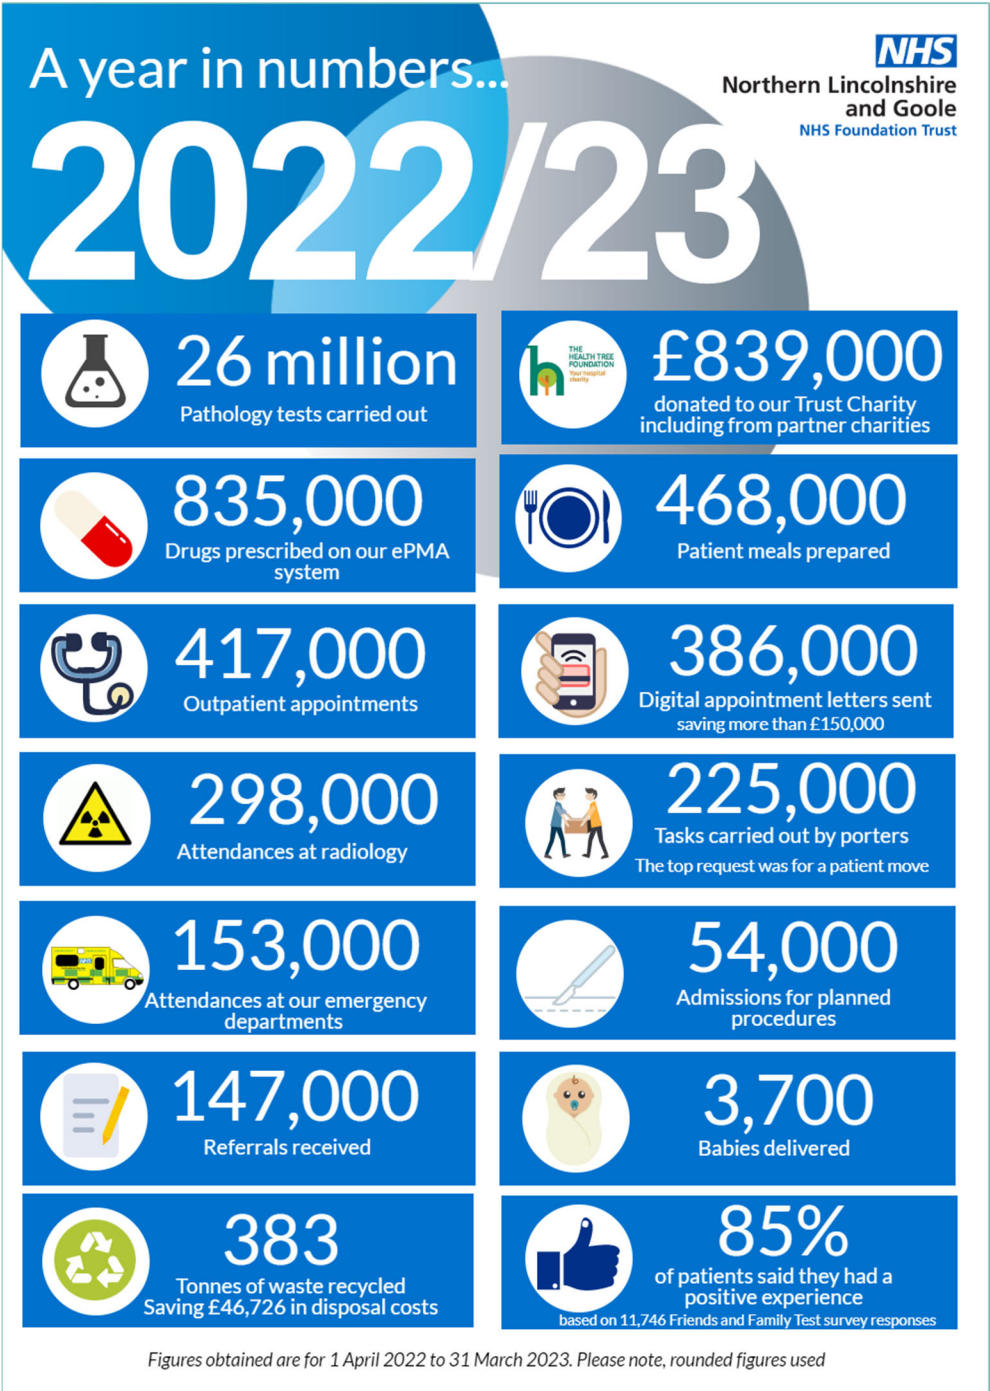 A year in numbers...
2022/23
NHS
Northern Lincolnshire
and Goole
NHS Foundation Trust
26 million
Pathology tests carried out
THE
HEALTH TREE
FOUNDATION
Your hospital
charity
£839,000
donated to our Trust Charity
including from partner charities
835,000
Drugs prescribed on our ePMA
system
468,000
Patient meals prepared
417,000
Outpatient appointments
386,000
Digital appointment letters sent
saving more than £150,000
298,000
Attendances at radiology
225,000
Tasks carried out by porters
The top request was for a patient move
153,000
Attendances at our emergency
departments
54,000
Admissions for planned
procedures
147,000
Referrals received
3,700
Babies delivered
383
Tonnes of waste recycled
Saving £46,726 in disposal costs
85%
of patients said they had a
positive experience
based on 11,746 Friends and Family Test survey responses
Figures obtained are for 1 April 2022 to 31 March 2023. Please note, rounded figures used